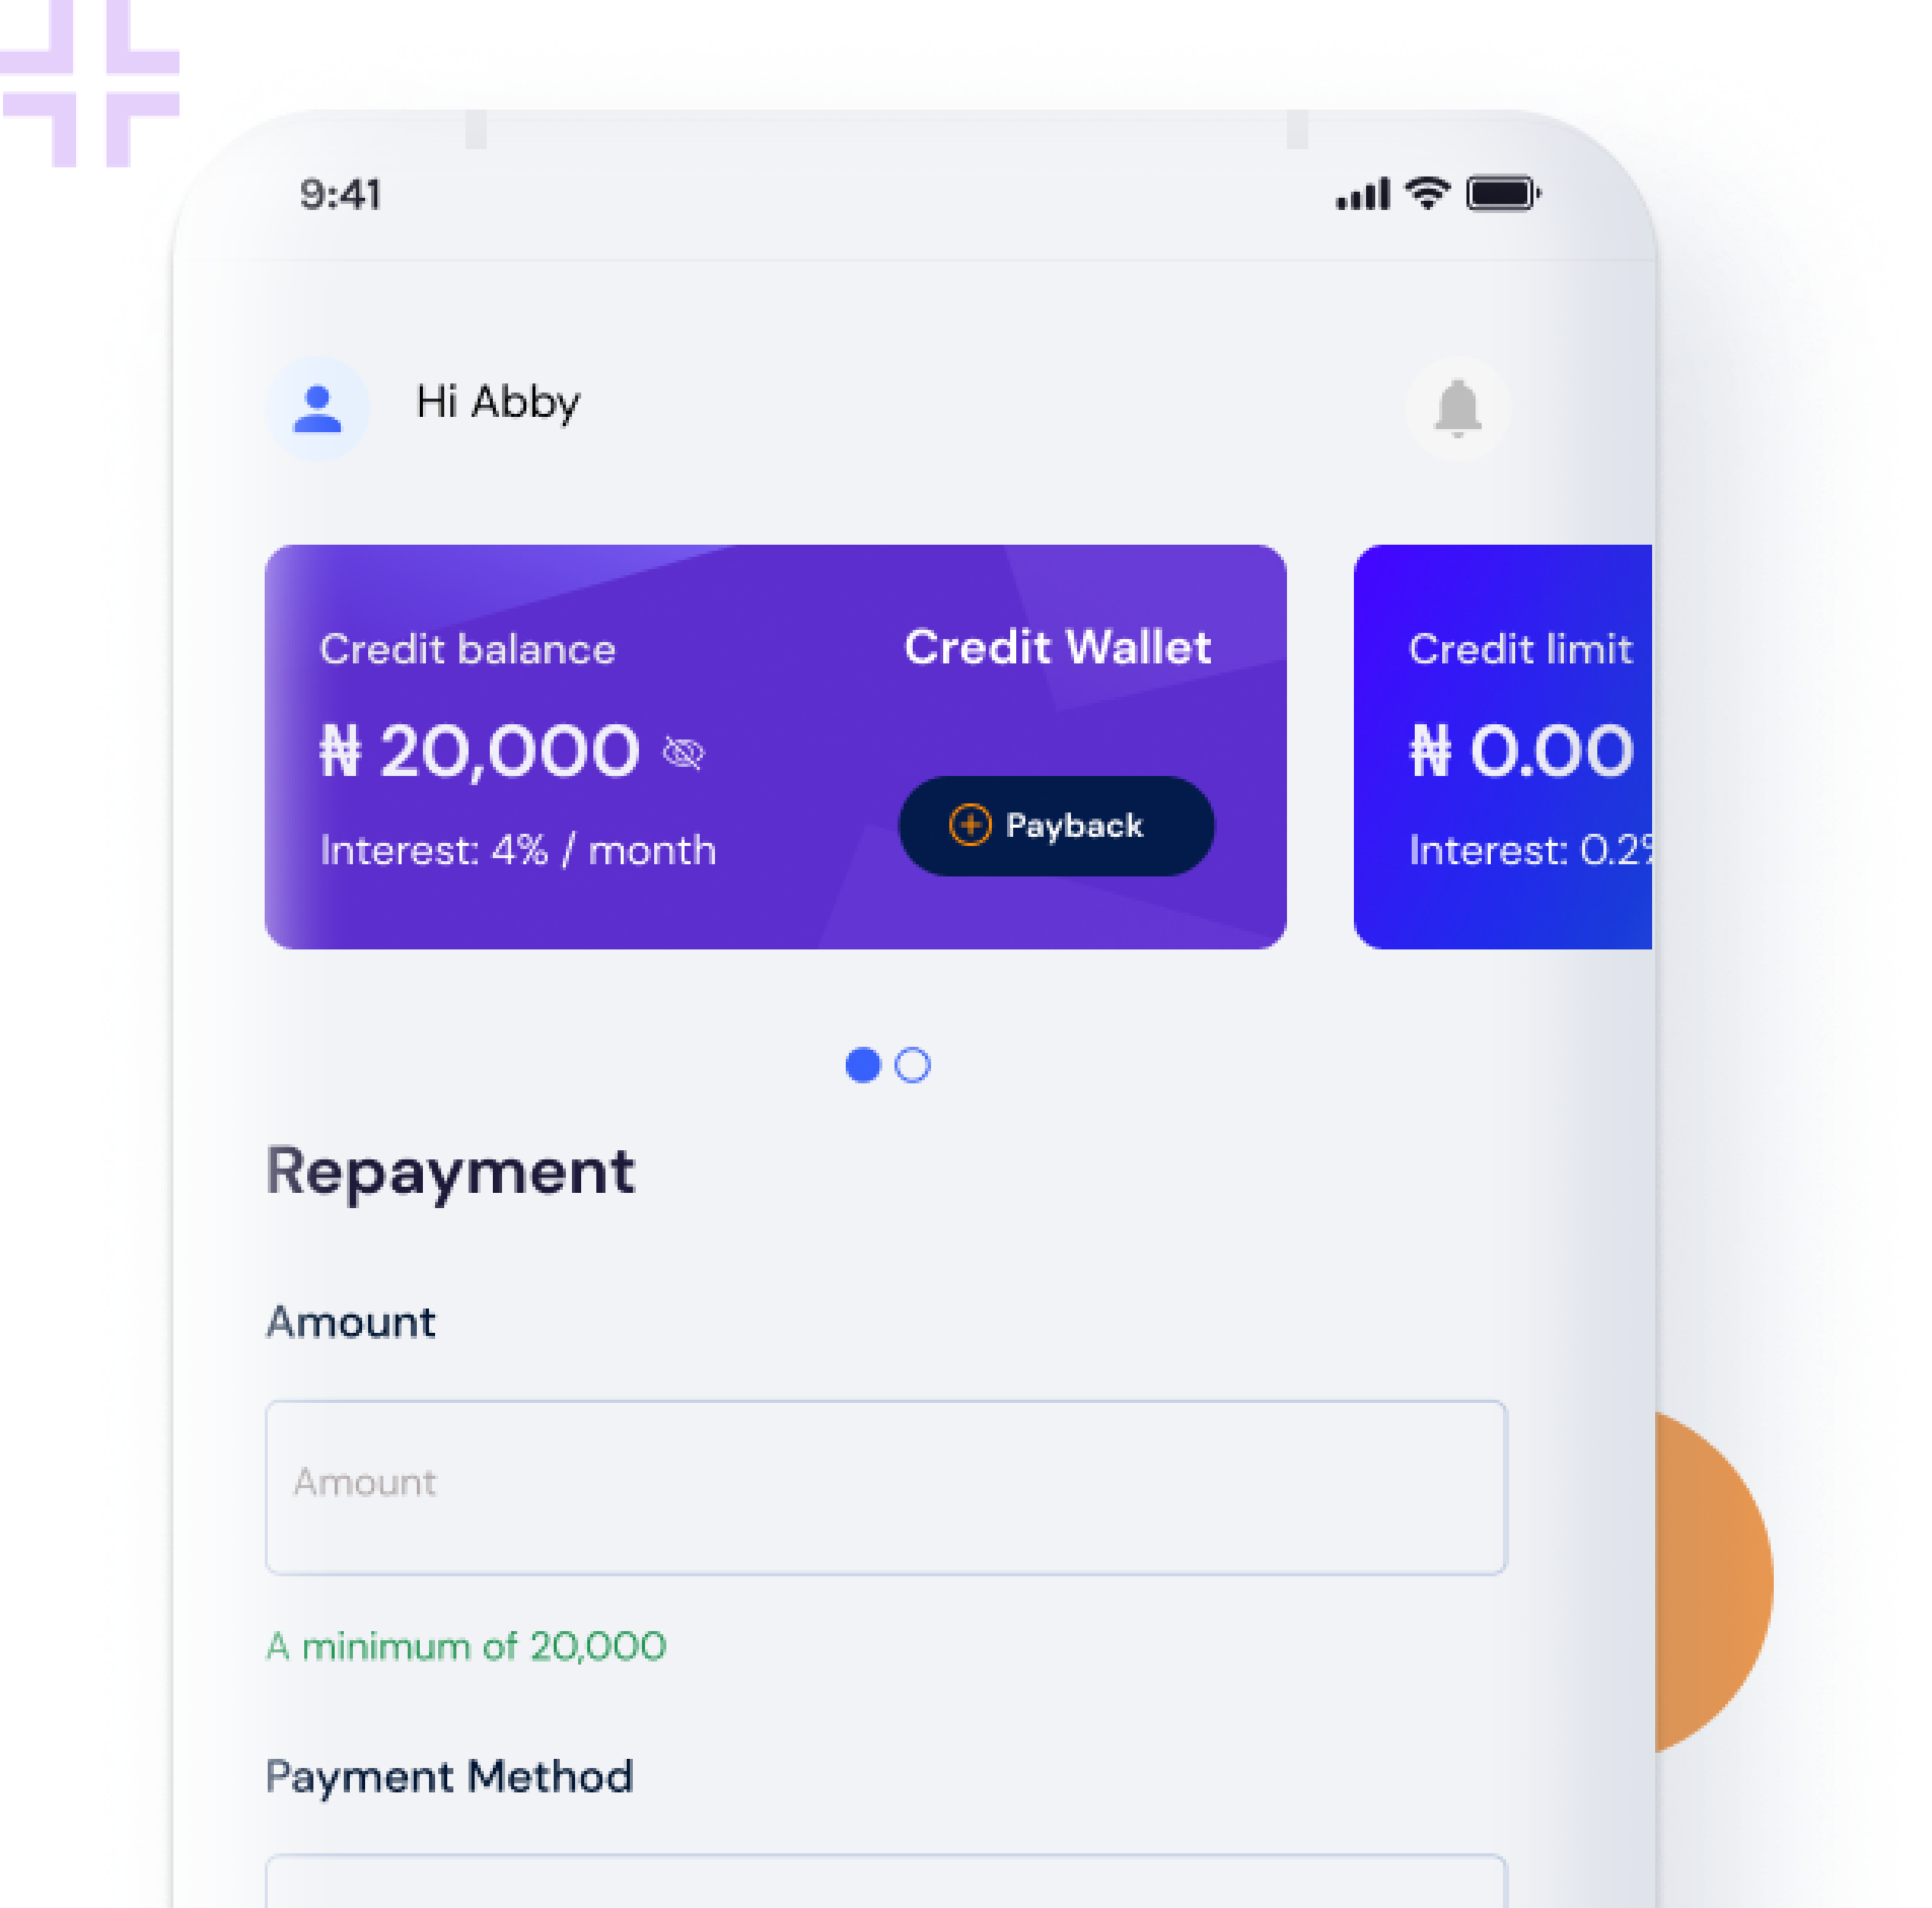 9:41
Hi Abby
Credit balance
Credit Wallet
₦ 20,000
Payback
Interest: 4% / month
Credit limit
₦ 0.00
Interest: 0.2%
Repayment
Amount
Amount
A minimum of 20,000
Payment Method